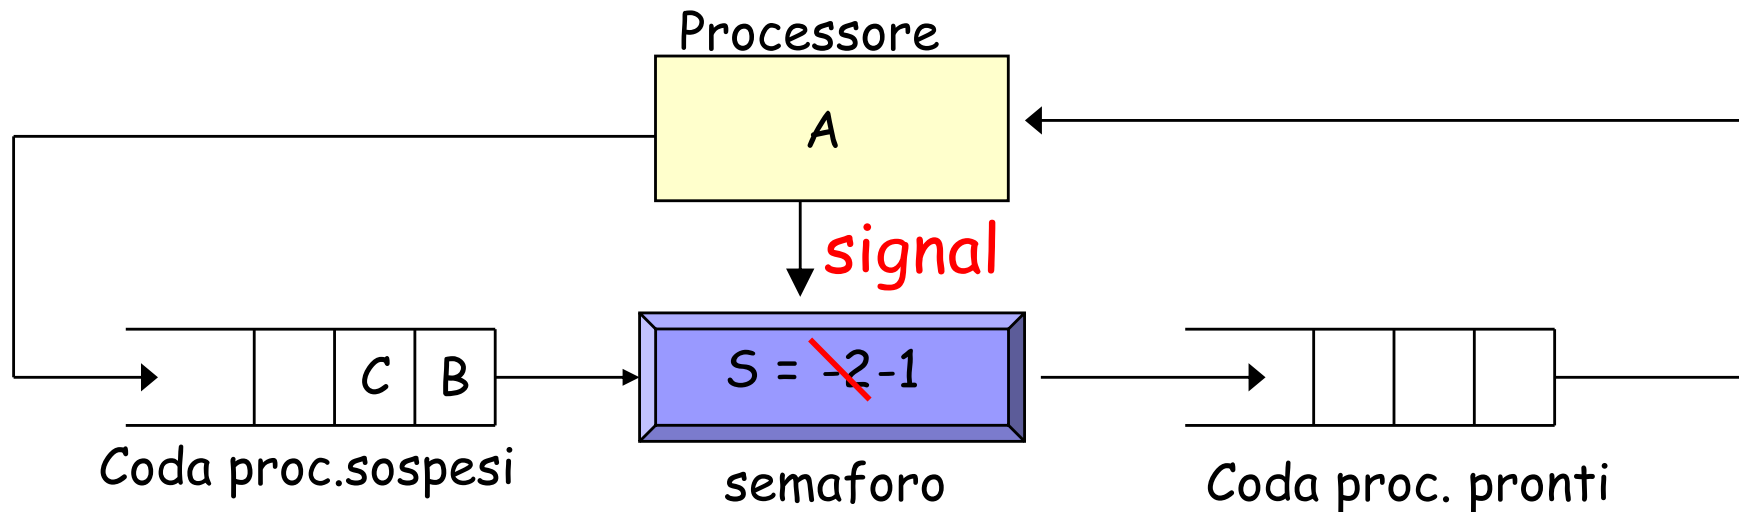 Processore
A
signal
C B
S = -2 -1
Coda proc.sospesi
semaforo
Coda proc. pronti